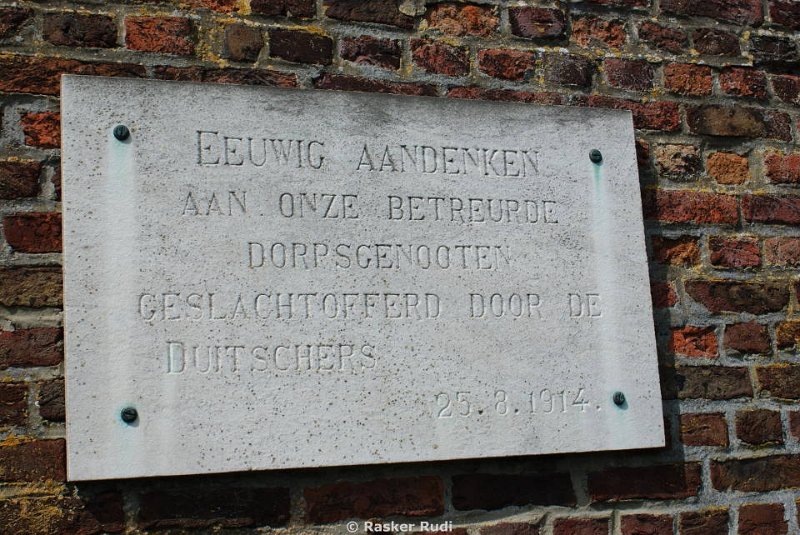 EEUWIG AANDENKEN
AAN ONZE BETREURDE
DORPSGENOOTEN
GESLACHTOFFERD DOOR DE
DUITSCHERS
25.8.1914.
© Rasker Rudi